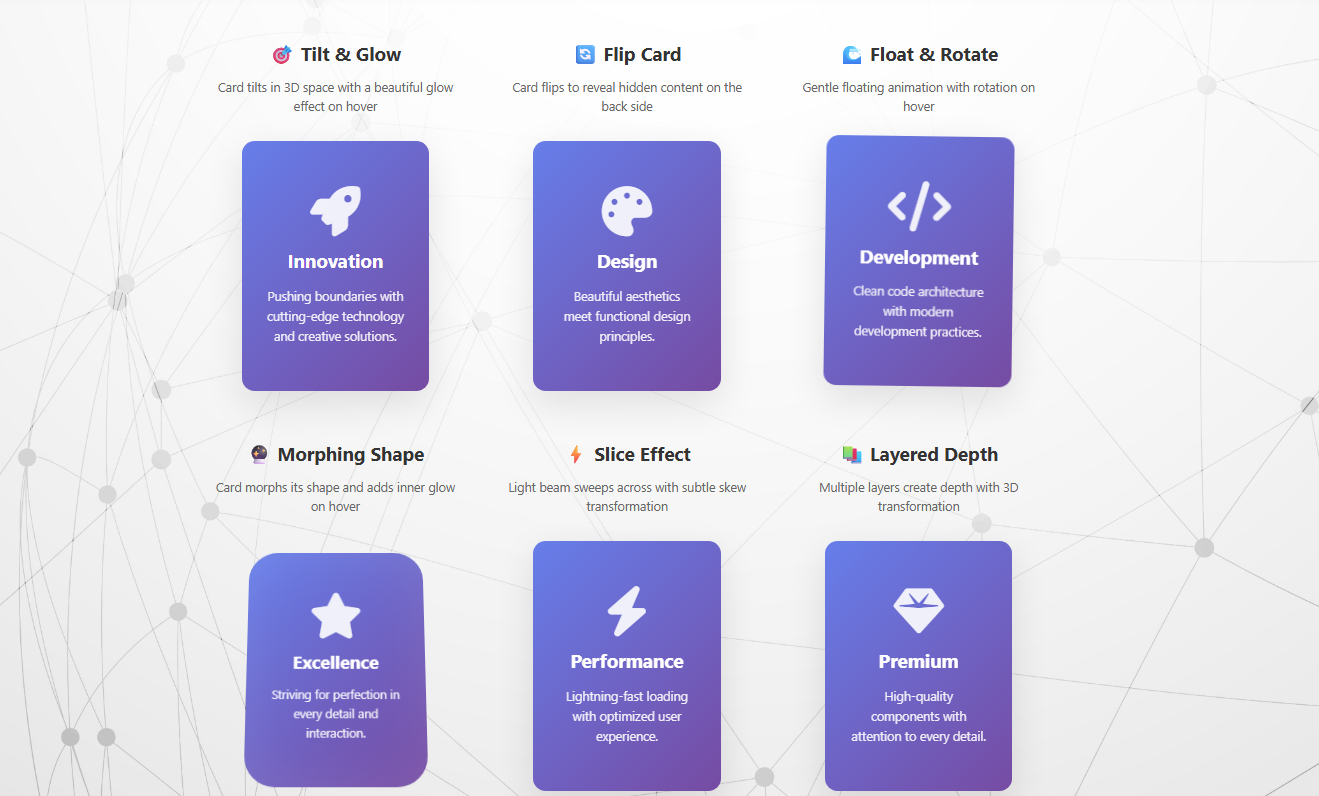 Tilt & Glow
Card tilts in 3D space with a beautiful glow
effect on hover
Innovation
Pushing boundaries with
cutting-edge technology
and creative solutions.
Flip Card
Card flips to reveal hidden content on the
back side
Design
Beautiful aesthetics
meet functional design
principles.
Float & Rotate
Gentle floating animation with rotation on
hover
Development
Clean code architecture
with modern
development practices.
Morphing Shape
Card morphs its shape and adds inner glow
on hover
Excellence
Striving for perfection in
every detail and
interaction.
Slice Effect
Light beam sweeps across with subtle skew
transformation
Performance
Lightning-fast loading
with optimized user
experience.
Layered Depth
Multiple layers create depth with 3D
transformation
Premium
High-quality
components with
attention to every detail.